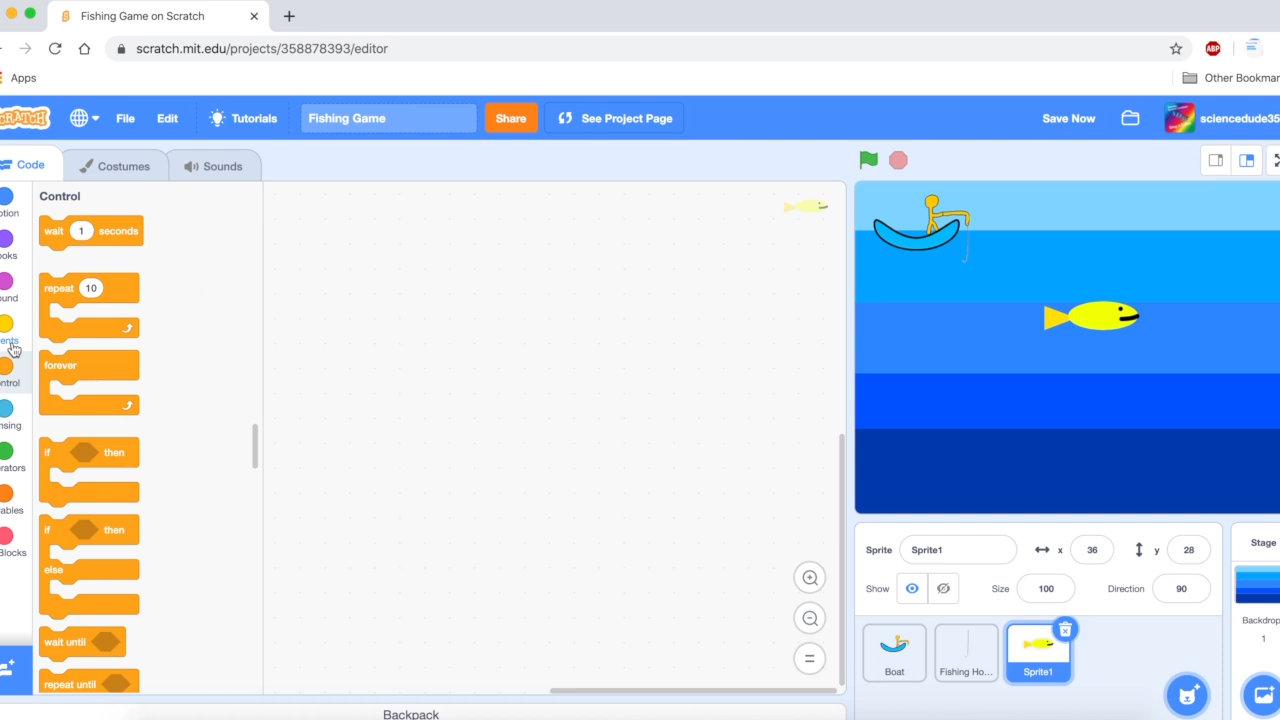 Fishing Game on Scratch
scratch.mit.edu/projects/358878393/editor
ABP
Apps
Other Bookmar
SCRATCH
File
Edit
Tutorials
Fishing Game
Share
See Project Page
Save Now
sciencedude35
Code
Costumes
Sounds
otion
ooks
ound
ents
ontrol
nsing
erators
ables
Blocks
Control
wait 1 seconds
repeat 10
forever
if then
if then
else
wait until
repeat until
Sprite
Sprite1
x
36
y
28
Show
Size
100
Direction
90
Stage
Backdrop
1
Boat
Fishing Ho...
Sprite1
Backpack